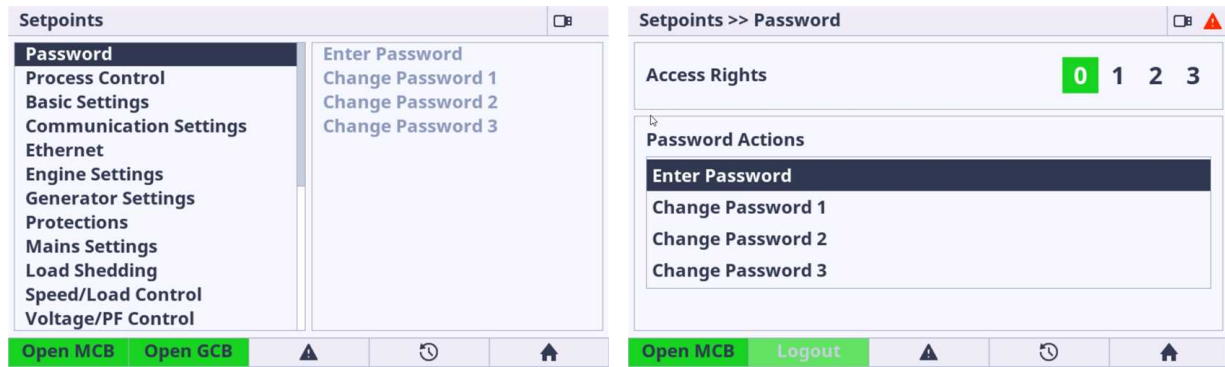 Setpoints
Password
Process Control
Basic Settings
Communication Settings
Ethernet
Engine Settings
Generator Settings
Protections
Mains Settings
Load Shedding
Speed/Load Control
Voltage/PF Control
Enter Password
Change Password 1
Change Password 2
Change Password 3
Open MCB Open GCB
Setpoints >> Password
Access Rights 0 1 2 3
Password Actions
Enter Password
Change Password 1
Change Password 2
Change Password 3
Open MCB Logout